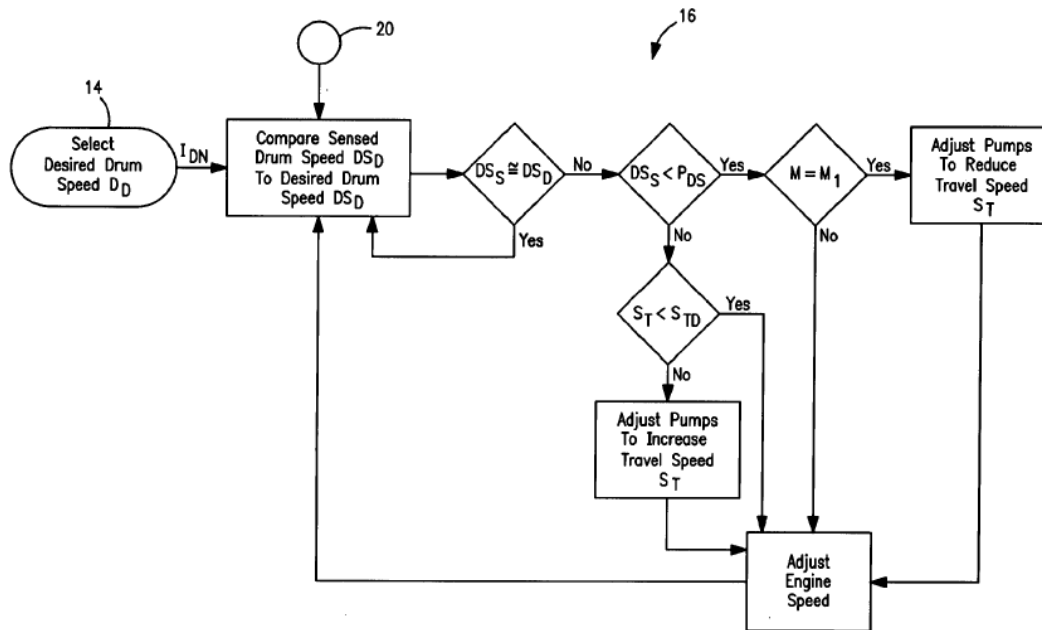 20
16
14
Select
Desired Drum
Speed D_D
I_DN
Compare Sensed
Drum Speed DS_D
To Desired Drum
Speed DS_D
DS_S ≅ DS_D
No
Yes
DS_S < P_DS
Yes
No
M = M_1
Yes
No
Adjust Pumps
To Reduce
Travel Speed
S_T
S_T < S_TD
Yes
No
Adjust Pumps
To Increase
Travel Speed
S_T
Adjust
Engine
Speed